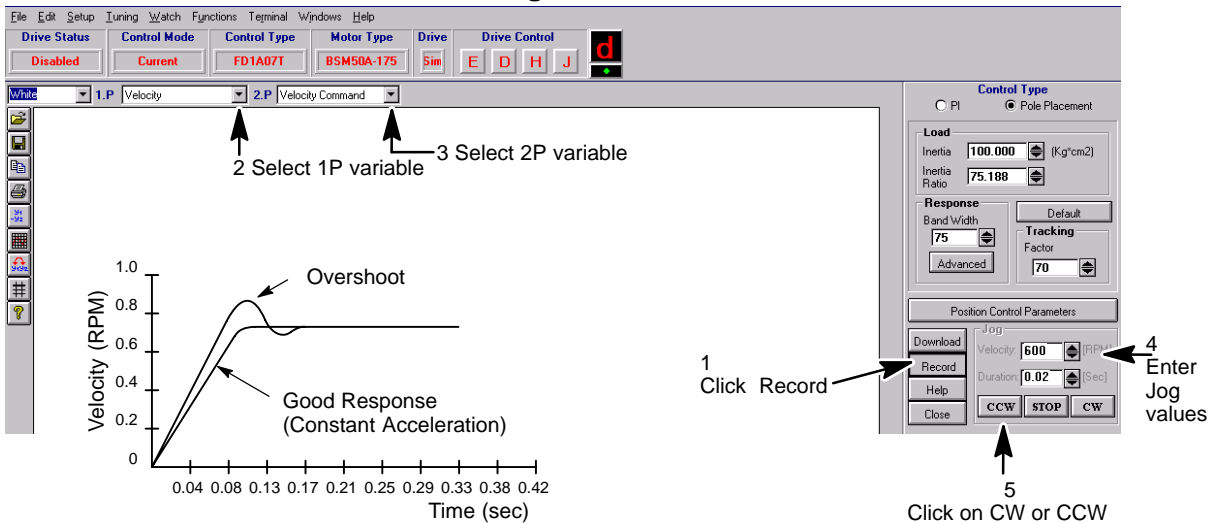 File Edit Setup Tuning Watch Functions Terminal Windows Help
Drive Status Control Mode Control Type Motor Type Drive Drive Control
Disabled Current FD1A07T BSM50A-175 Sim E D H J d
White 1.P Velocity 2.P Velocity Command
Control Type
PI Pole Placement
2 Select 1P variable
3 Select 2P variable
Load
Inertia 100.000 (Kg*cm2)
Inertia Ratio 75.188
Response
Band Width
75
Advanced
Default
Tracking
Factor
70
Position Control Parameters
Download
Record
Help
Close
Jog
Velocity: 600 [RPM]
Duration: 0.02 [Sec]
CCW STOP CW
1
Click Record
4
Enter
Jog
values
5
Click on CW or CCW
Overshoot
Good Response
(Constant Acceleration)
Velocity (RPM)
1.0
0.8
0.6
0.4
0.2
0
0.04 0.08 0.13 0.17 0.21 0.25 0.29 0.33 0.38 0.42
Time (sec)